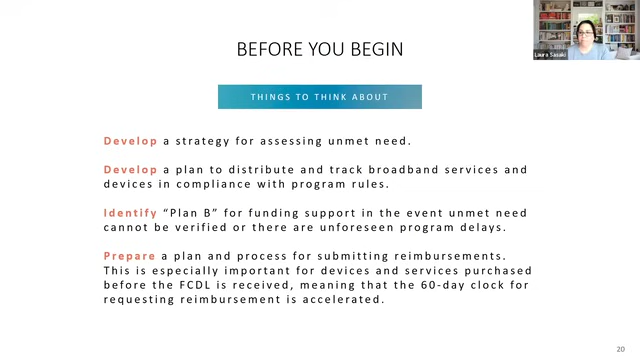 BEFORE YOU BEGIN
THINGS TO THINK ABOUT
Develop a strategy for assessing unmet need.
Develop a plan to distribute and track broadband services and
devices in compliance with program rules.
Identify “Plan B” for funding support in the event unmet need
cannot be verified or there are unforeseen program delays.
Prepare a plan and process for submitting reimbursements.
This is especially important for devices and services purchased
before the FCDL is received, meaning that the 60-day clock for
requesting reimbursement is accelerated.
Laura Sasaki
20